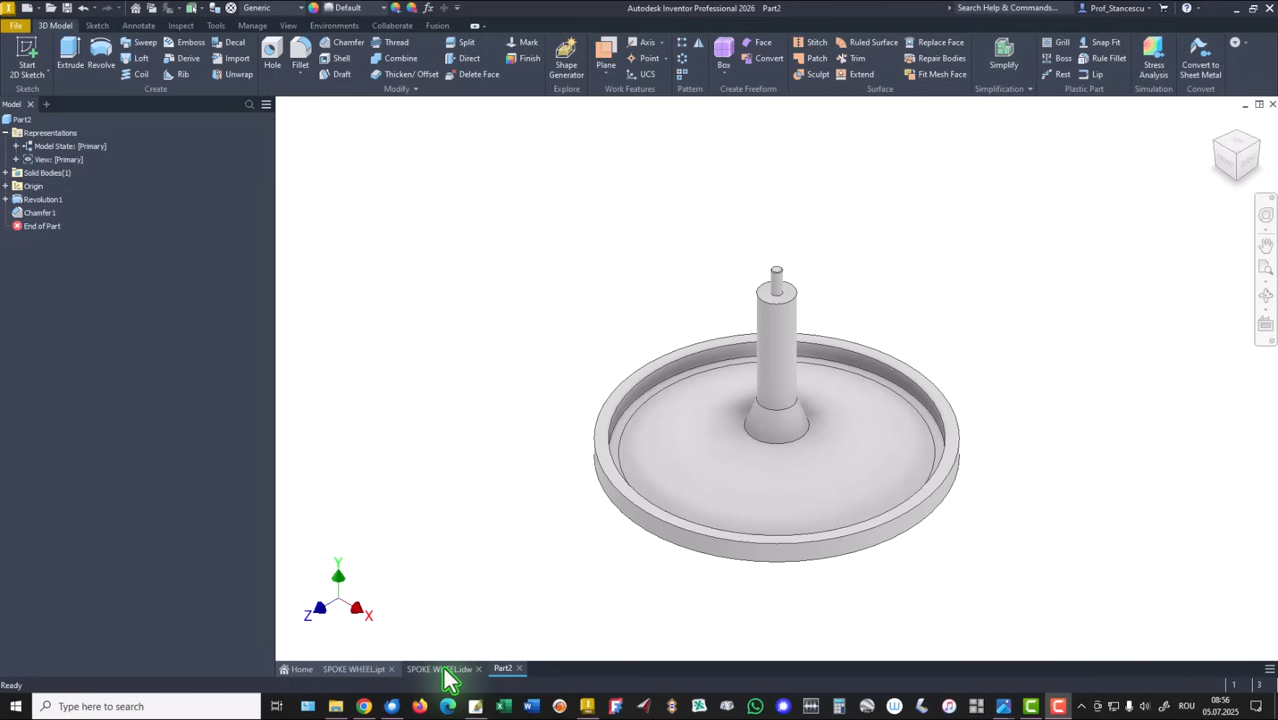 Generic Default Autodesk Inventor Professional 2026 Part2 Search Help & Commands... Prof_Stancescu
File 3D Model Sketch Annotate Inspect Tools Manage View Environments Collaborate Fusion
Sweep Emboss Decal Chamfer Thread Split Mark Axis Face Stitch Ruled Surface Replace Face Grill Snap Fit
Start 2D Sketch Extrude Revolve Loft Derive Import Hole Fillet Shell Combine Direct Finish Shape Generator Plane Point Box Convert Patch Trim Repair Bodies Simplify Boss Rule Fillet Stress Analysis Convert to Sheet Metal
Coil Rib Unwrap Draft Thicken/ Offset Delete Face UCS Sculpt Extend Fit Mesh Face Rest Lip
Sketch Create Modify Explore Work Features Pattern Create Freeform Surface Simplification Plastic Part Simulation Convert
Model
Part2
Representations
Model State: [Primary]
View: [Primary]
Solid Bodies(1)
Origin
Revolution1
Chamfer1
End of Part
Y
Z X
Home SPOKE WHEEL.ipt SPOKE WHEEL.idw Part2
Ready 1 3
Type here to search
08:56
05.07.2025